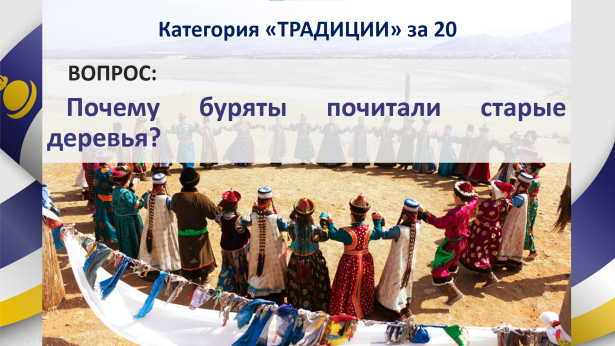 Категория «ТРАДИЦИИ» за 20
ВОПРОС:
Почему буряты почитали старые
деревья?